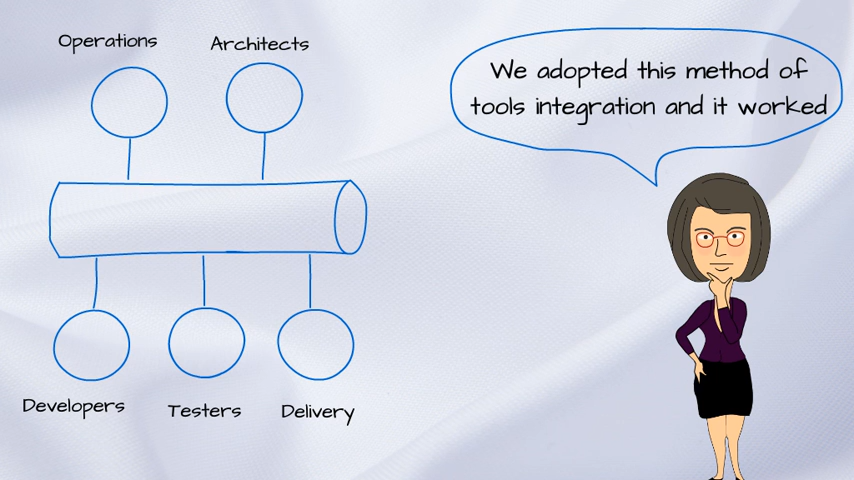 Operations
Architects
We adopted this method of
tools integration and it worked
Developers
Testers
Delivery